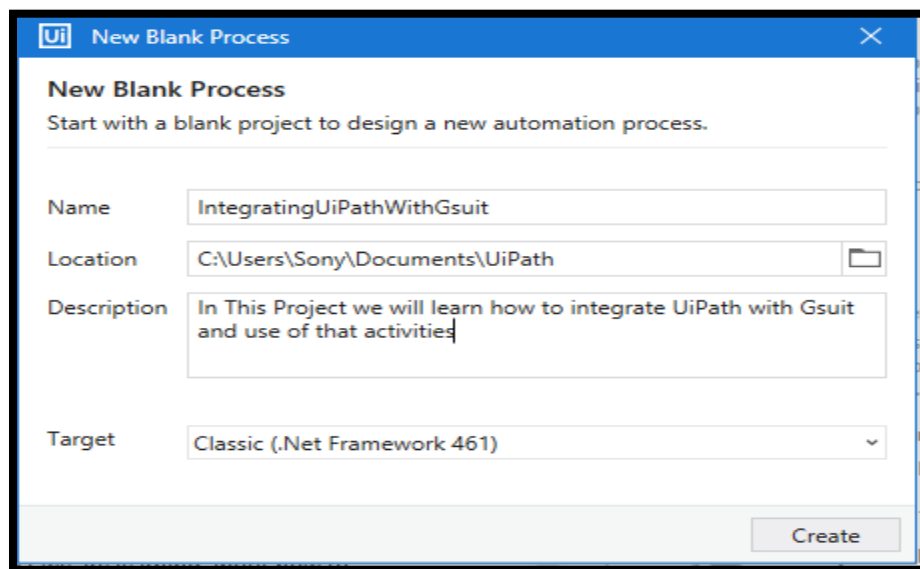 Ui New Blank Process
New Blank Process
Start with a blank project to design a new automation process.
Name IntegratingUiPathWithGsuit
Location C:\Users\Sony\Documents\UiPath
Description In This Project we will learn how to integrate UiPath with Gsuit
and use of that activities
Target Classic (.Net Framework 461)
Create